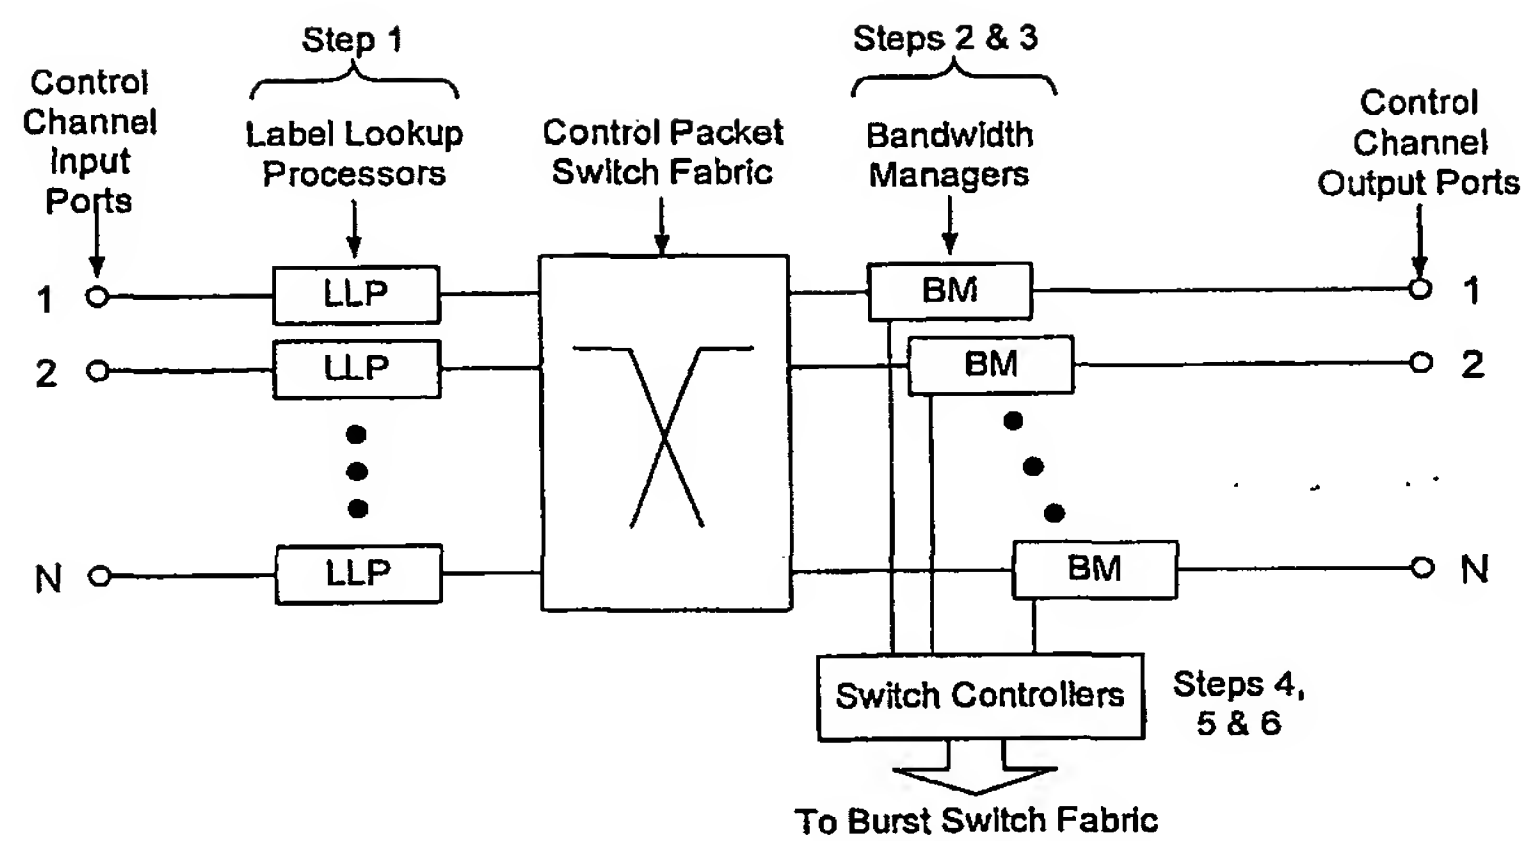 Step 1
Steps 2 & 3
Control
Channel
Input
Ports
Label Lookup
Processors
Control Packet
Switch Fabric
Bandwidth
Managers
Control
Channel
Output Ports
1
LLP
BM
1
2
LLP
BM
2
N
LLP
BM
N
Switch Controllers
Steps 4,
5 & 6
To Burst Switch Fabric